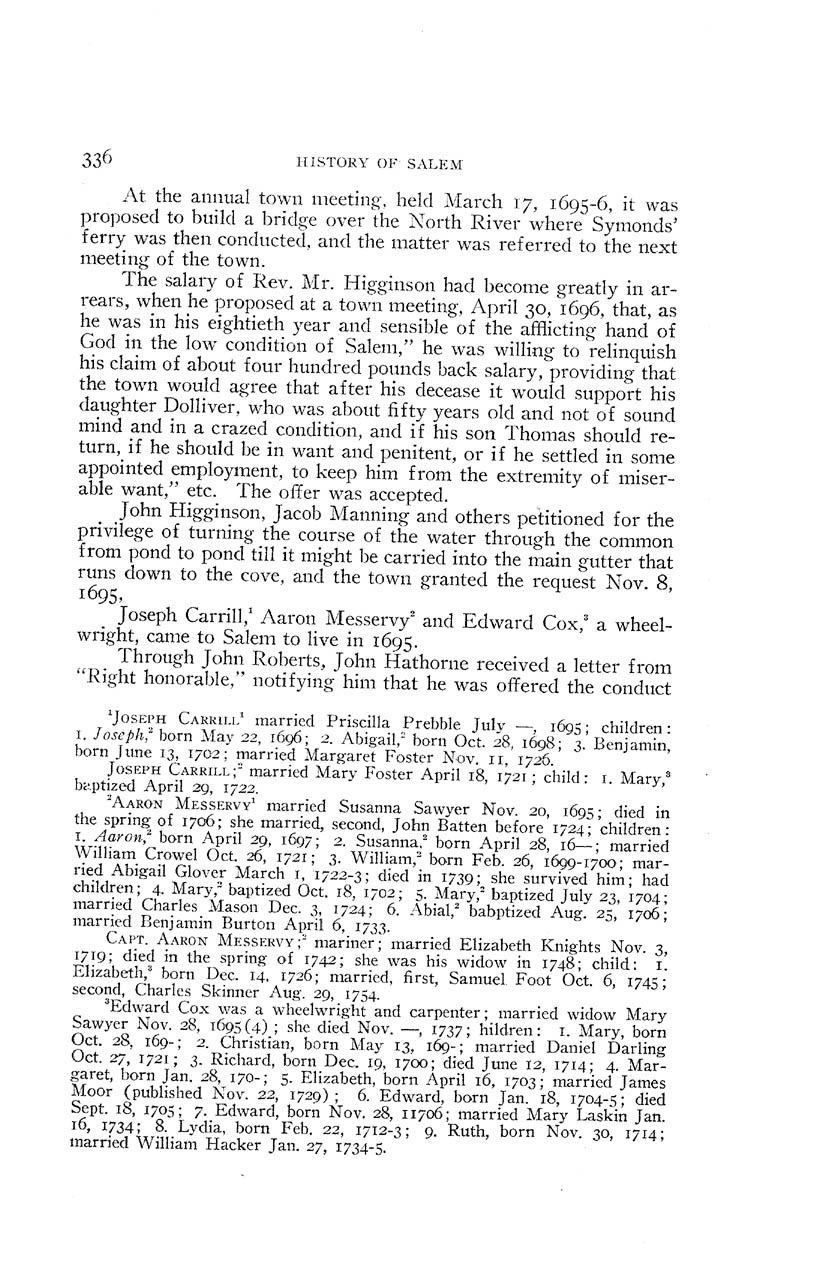 336 HISTORY OF SALEM
At the annual town meeting, held March 17, 1695-6, it was
proposed to build a bridge over the North River where Symonds'
ferry was then conducted, and the matter was referred to the next
meeting of the town.
The salary of Rev. Mr. Higginson had become greatly in ar-
rears, when he proposed at a town meeting, April 30, 1696, that, as
he was in his eightieth year and sensible of the afflicting hand of
God in the low condition of Salem," he was willing to relinquish
his claim of about four hundred pounds back salary, providing that
the town would agree that after his decease it would support his
daughter Dolliver, who was about fifty years old and not of sound
mind and in a crazed condition, and if his son Thomas should re-
turn, if he should be in want and penitent, or if he settled in some
appointed employment, to keep him from the extremity of miser-
able want," etc. The offer was accepted.
John Higginson, Jacob Manning and others petitioned for the
privilege of turning the course of the water through the common
from pond to pond till it might be carried into the main gutter that
runs down to the cove, and the town granted the request Nov. 8,
1695,
Joseph Carrill,¹ Aaron Messervy² and Edward Cox,³ a wheel-
wright, came to Salem to live in 1695.
Through John Roberts, John Hathorne received a letter from
"Right honorable," notifying him that he was offered the conduct
¹JOSEPH CARRILL¹ married Priscilla Prebble July —, 1695; children:
1. Joseph,² born May 22, 1696; 2. Abigail,² born Oct. 28, 1698; 3. Benjamin,
born June 13, 1702; married Margaret Foster Nov. 11, 1726.
JOSEPH CARRILL;² married Mary Foster April 18, 1721; child: 1. Mary,³
baptized April 29, 1722.
²AARON MESSERVY¹ married Susanna Sawyer Nov. 20, 1695; died in
the spring of 1706; she married, second, John Batten before 1724; children:
1. Aaron,² born April 29, 1697; 2. Susanna,² born April 28, 16—; married
William Crowel Oct. 26, 1721; 3. William,² born Feb. 26, 1699-1700; mar-
ried Abigail Glover March 1, 1722-3; died in 1739; she survived him; had
children; 4. Mary,² baptized Oct. 18, 1702; 5. Mary,² baptized July 23, 1704;
married Charles Mason Dec. 3, 1724; 6. Abial,² babptized Aug. 25, 1706;
married Benjamin Burton April 6, 1733.
CAPT. AARON MESSERVY;² mariner; married Elizabeth Knights Nov. 3,
1719; died in the spring of 1742; she was his widow in 1748; child: 1.
Elizabeth,³ born Dec. 14, 1726; married, first, Samuel Foot Oct. 6, 1745;
second, Charles Skinner Aug. 29, 1754.
³Edward Cox was a wheelwright and carpenter; married widow Mary
Sawyer Nov. 28, 1695(4); she died Nov. —, 1737; hildren: 1. Mary, born
Oct. 28, 169-; 2. Christian, born May 13, 169-; married Daniel Darling
Oct. 27, 1721; 3. Richard, born Dec. 19, 1700; died June 12, 1714; 4. Mar-
garet, born Jan. 28, 170-; 5. Elizabeth, born April 16, 1703; married James
Moor (published Nov. 22, 1729); 6. Edward, born Jan. 18, 1704-5; died
Sept. 18, 1705; 7. Edward, born Nov. 28, 11706; married Mary Laskin Jan.
16, 1734; 8. Lydia, born Feb. 22, 1712-3; 9. Ruth, born Nov. 30, 1714;
married William Hacker Jan. 27, 1734-5.